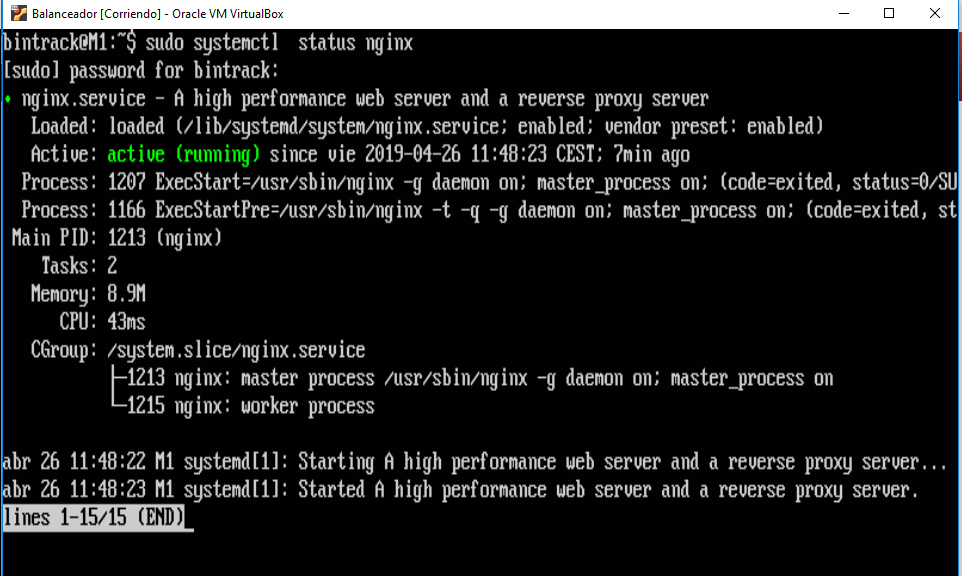 Balanceador [Corriendo] - Oracle VM VirtualBox
bintrack@M1:~$ sudo systemctl  status nginx
[sudo] password for bintrack:
nginx.service - A high performance web server and a reverse proxy server
Loaded: loaded (/lib/systemd/system/nginx.service; enabled; vendor preset: enabled)
Active: active (running) since vie 2019-04-26 11:48:23 CEST; 7min ago
Process: 1207 ExecStart=/usr/sbin/nginx -g daemon on; master_process on; (code=exited, status=0/SU
Process: 1166 ExecStartPre=/usr/sbin/nginx -t -q -g daemon on; master_process on; (code=exited, st
Main PID: 1213 (nginx)
Tasks: 2
Memory: 8.9M
CPU: 43ms
CGroup: /system.slice/nginx.service
├─1213 nginx: master process /usr/sbin/nginx -g daemon on; master_process on
└─1215 nginx: worker process
abr 26 11:48:22 M1 systemd[1]: Starting A high performance web server and a reverse proxy server...
abr 26 11:48:23 M1 systemd[1]: Started A high performance web server and a reverse proxy server.
lines 1-15/15 (END)